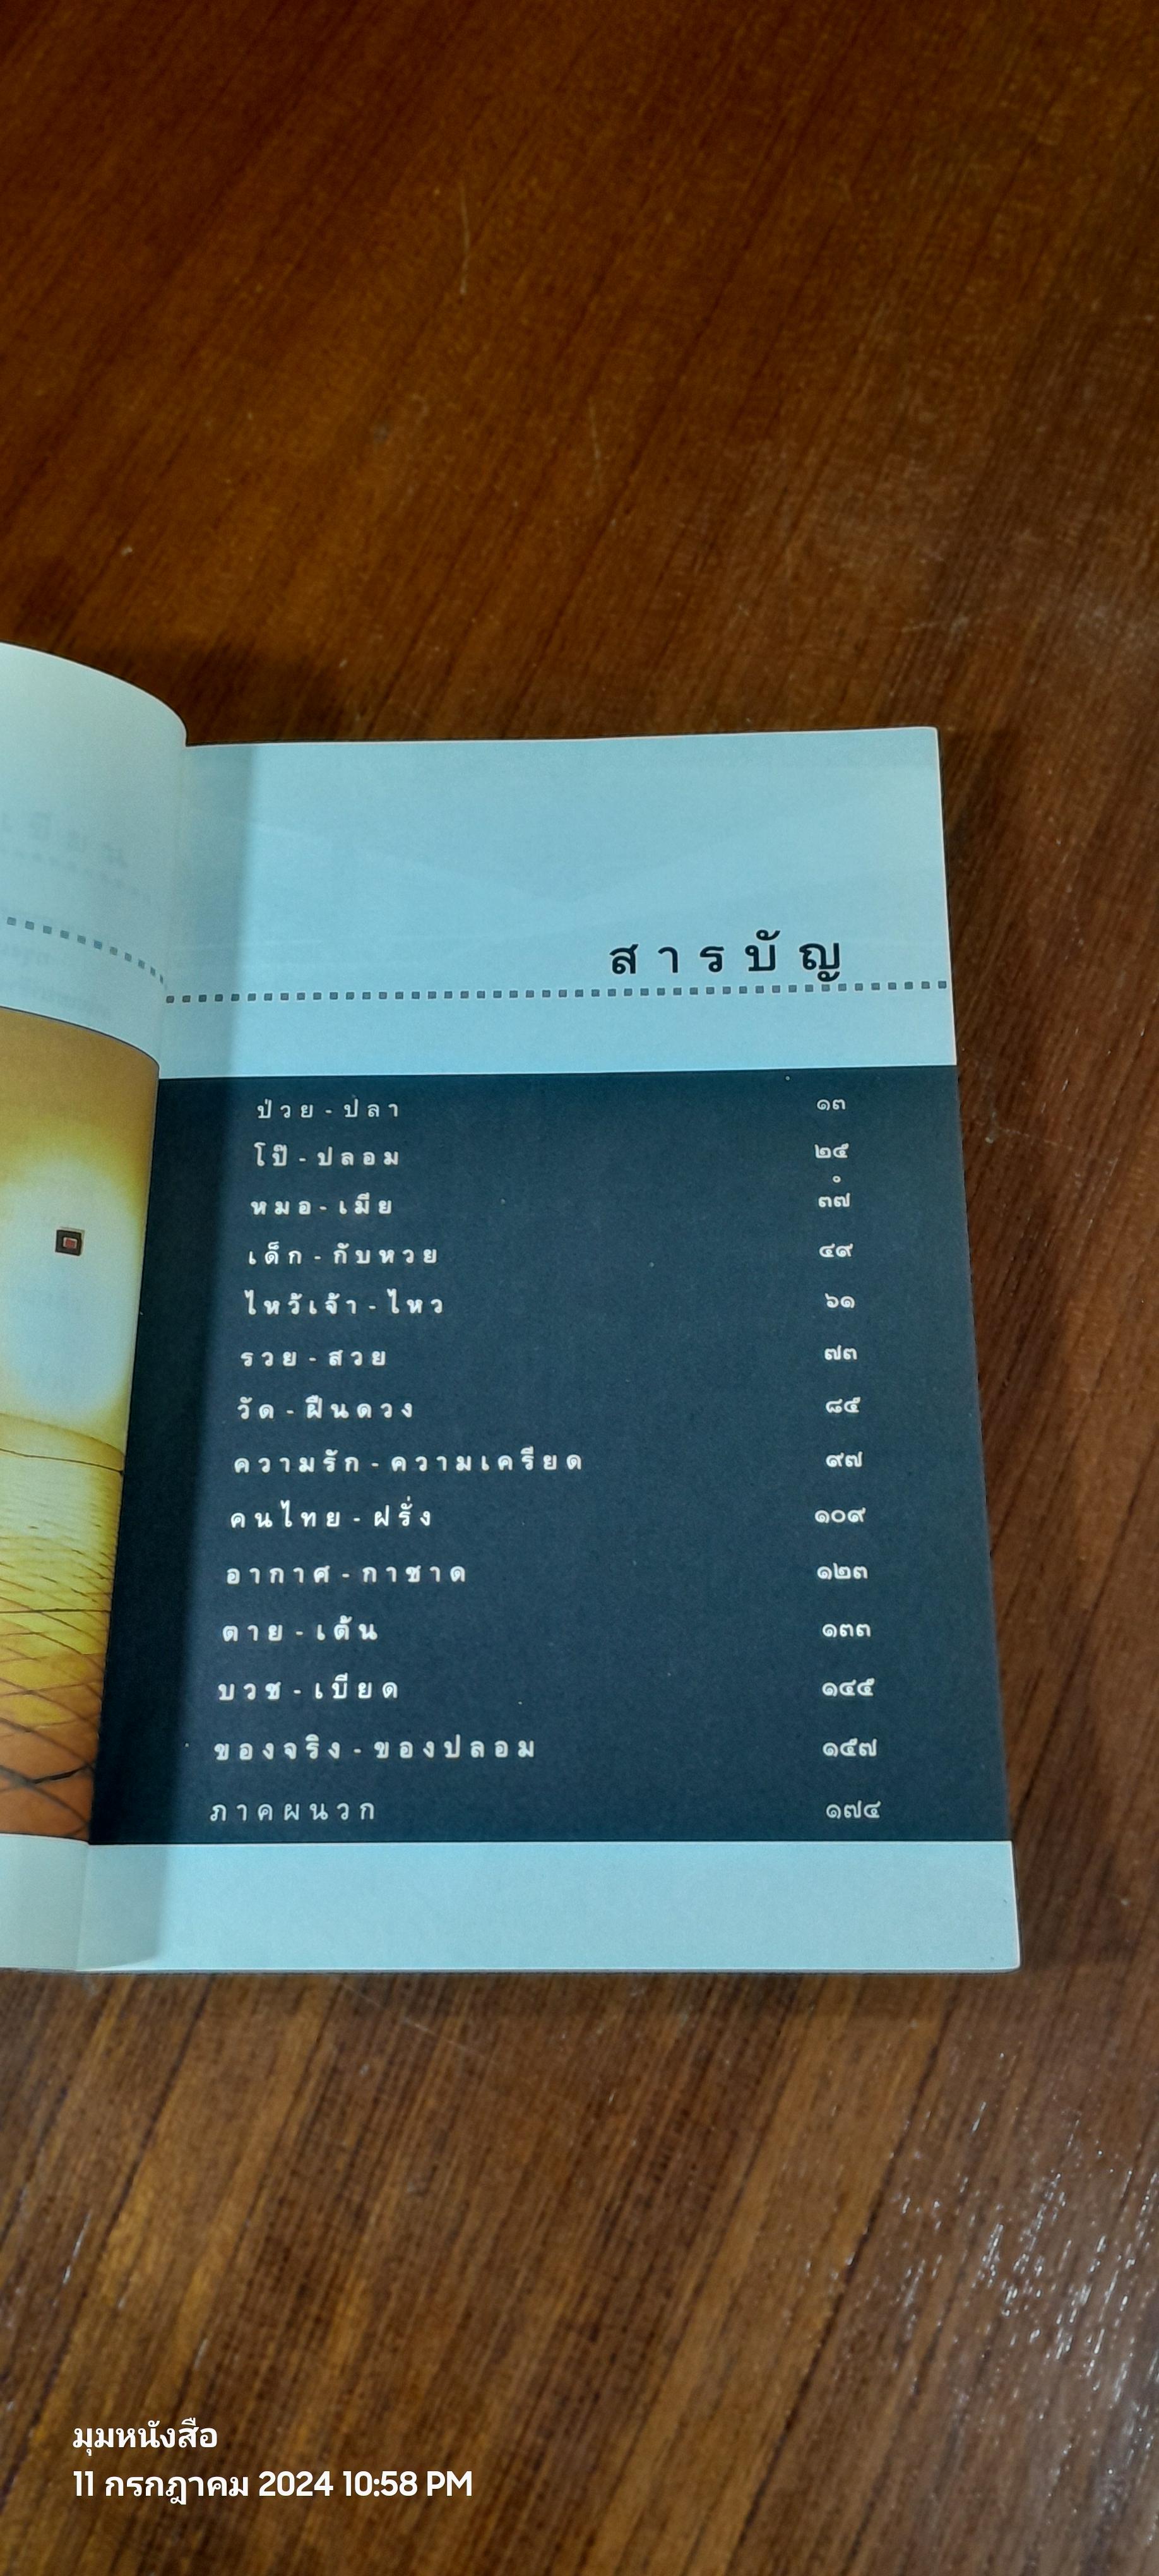 สารบัญ
ป่วย - ปลา ๑๓
โป๊ - ปลอม ๒๕
หมอ - เมีย ๓๗
เด็ก - กับหวย ๔๙
ไหว้เจ้า - ไหว ๖๑
รวย - สวย ๗๓
วัด - ฝืนดวง ๘๕
ความรัก - ความเครียด ๙๗
คนไทย - ฝรั่ง ๑๐๙
อากาศ - กาชาด ๑๒๓
ตาย - เต้น ๑๓๓
บวช - เบียด ๑๔๕
ของจริง - ของปลอม ๑๕๗
ภาคผนวก ๑๗๔
มุมหนังสือ
11 กรกฎาคม 2024 10:58 PM